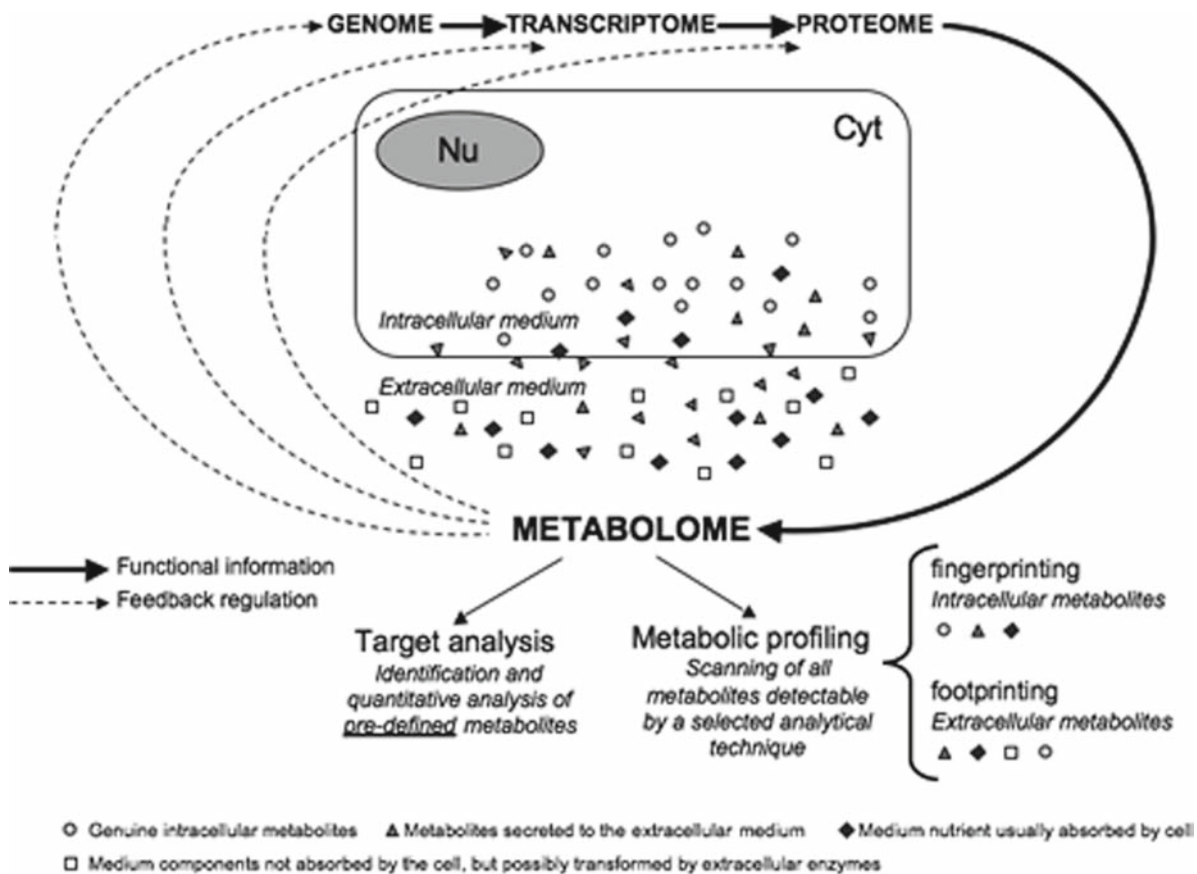 GENOME TRANSCRIPTOME PROTEOME
Nu
Cyt
Intracellular medium
Extracellular medium
METABOLOME
Functional information
Feedback regulation
Target analysis
Identification and
quantitative analysis of
pre-defined metabolites
Metabolic profiling
Scanning of all
metabolites detectable
by a selected analytical
technique
fingerprinting
Intracellular metabolites
footprinting
Extracellular metabolites
Genuine intracellular metabolites Metabolites secreted to the extracellular medium Medium nutrient usually absorbed by cell
Medium components not absorbed by the cell, but possibly transformed by extracellular enzymes